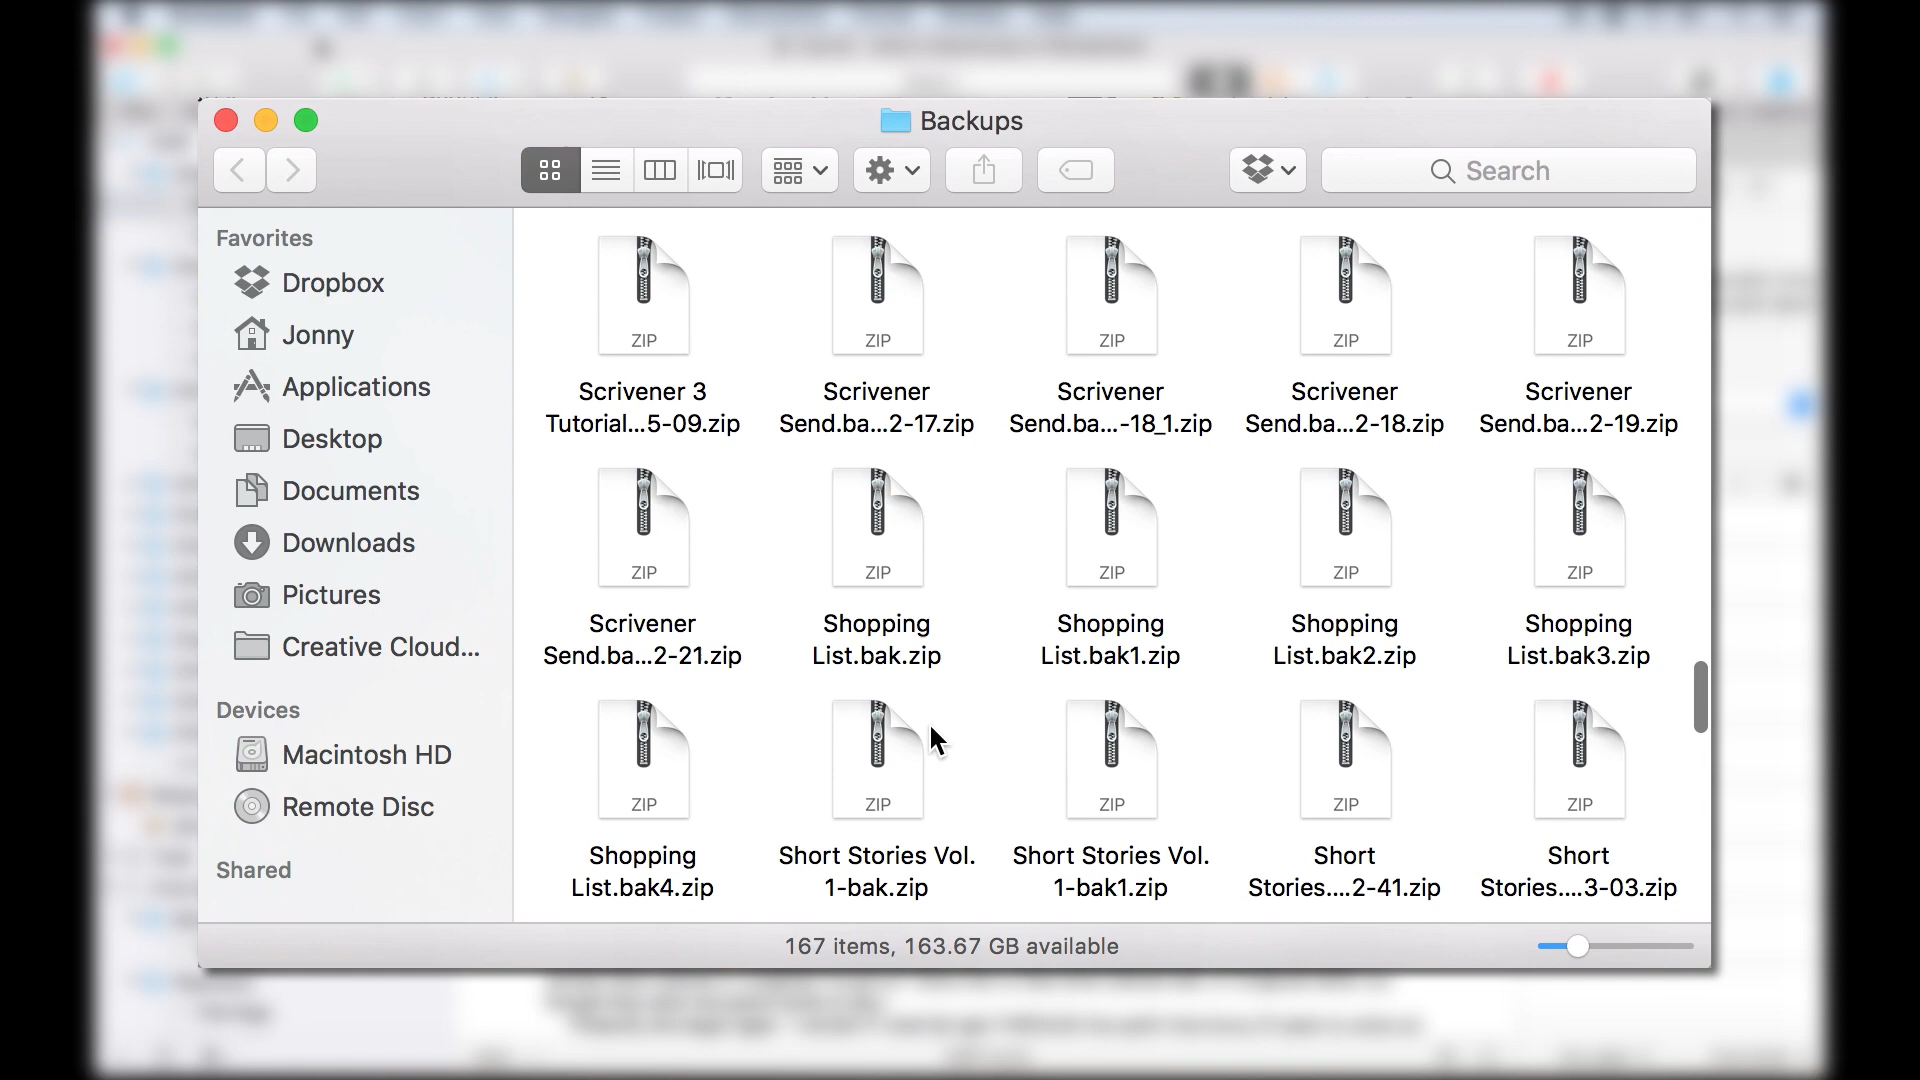 Backups
Search
Favorites
Dropbox
Jonny
Applications
Desktop
Documents
Downloads
Pictures
Creative Cloud...
Devices
Macintosh HD
Remote Disc
Shared
ZIP ZIP ZIP ZIP ZIP
Scrivener 3 Scrivener Scrivener Scrivener Scrivener
Tutorial...5-09.zip Send.ba...2-17.zip Send.ba...-18_1.zip Send.ba...2-18.zip Send.ba...2-19.zip
ZIP ZIP ZIP ZIP ZIP
Scrivener Shopping Shopping Shopping Shopping
Send.ba...2-21.zip List.bak.zip List.bak1.zip List.bak2.zip List.bak3.zip
ZIP ZIP ZIP ZIP ZIP
Shopping Short Stories Vol. Short Stories Vol. Short Short
List.bak4.zip 1-bak.zip 1-bak1.zip Stories....2-41.zip Stories....3-03.zip
167 items, 163.67 GB available